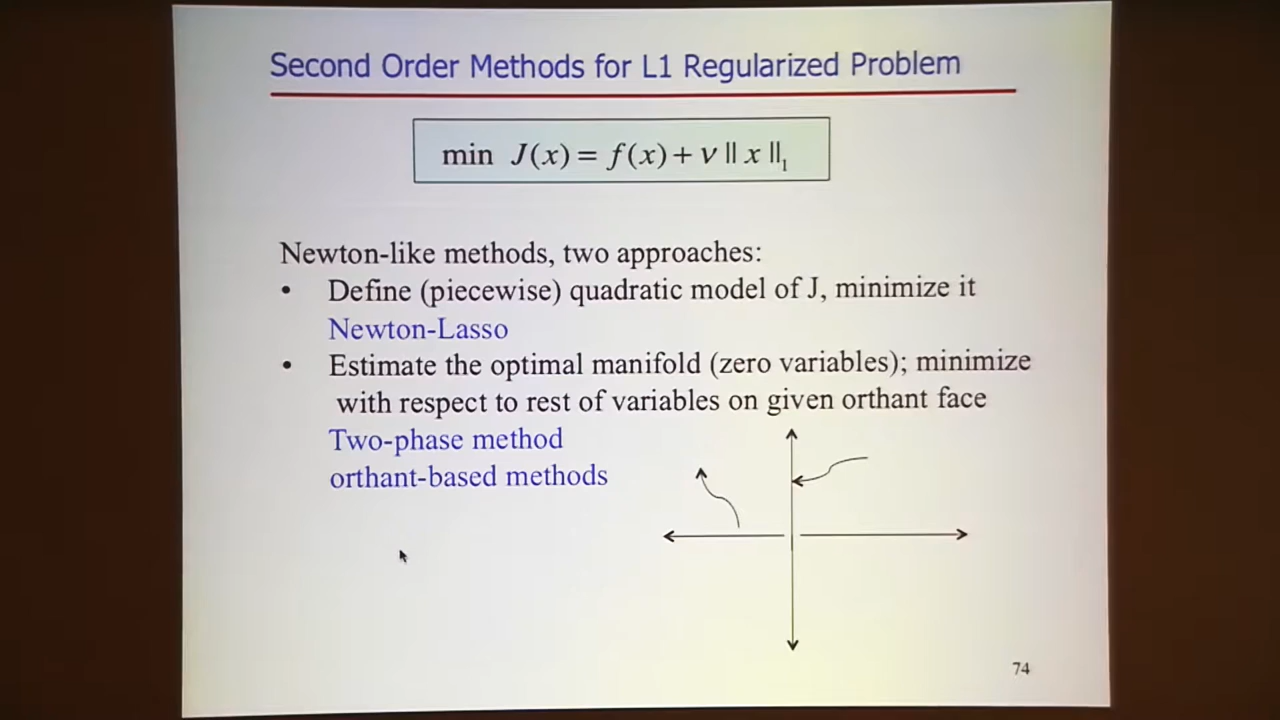 Second Order Methods for L1 Regularized Problem
min J(x) = f(x) + ν || x ||₁
Newton-like methods, two approaches:
• Define (piecewise) quadratic model of J, minimize it
Newton-Lasso
• Estimate the optimal manifold (zero variables); minimize
with respect to rest of variables on given orthant face
Two-phase method
orthant-based methods
74